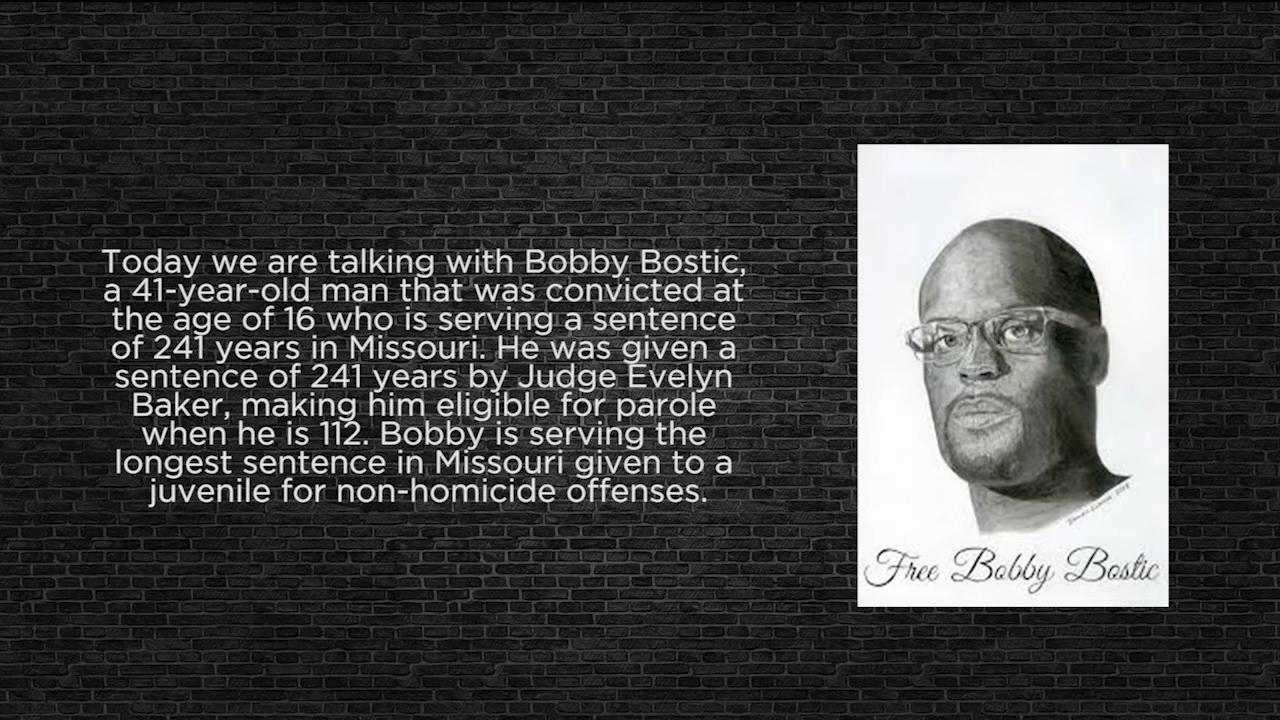 Today we are talking with Bobby Bostic,
a 41-year-old man that was convicted at
the age of 16 who is serving a sentence
of 241 years in Missouri. He was given a
sentence of 241 years by Judge Evelyn
Baker, making him eligible for parole
when he is 112. Bobby is serving the
longest sentence in Missouri given to a
juvenile for non-homicide offenses.
Free Bobby Bostic